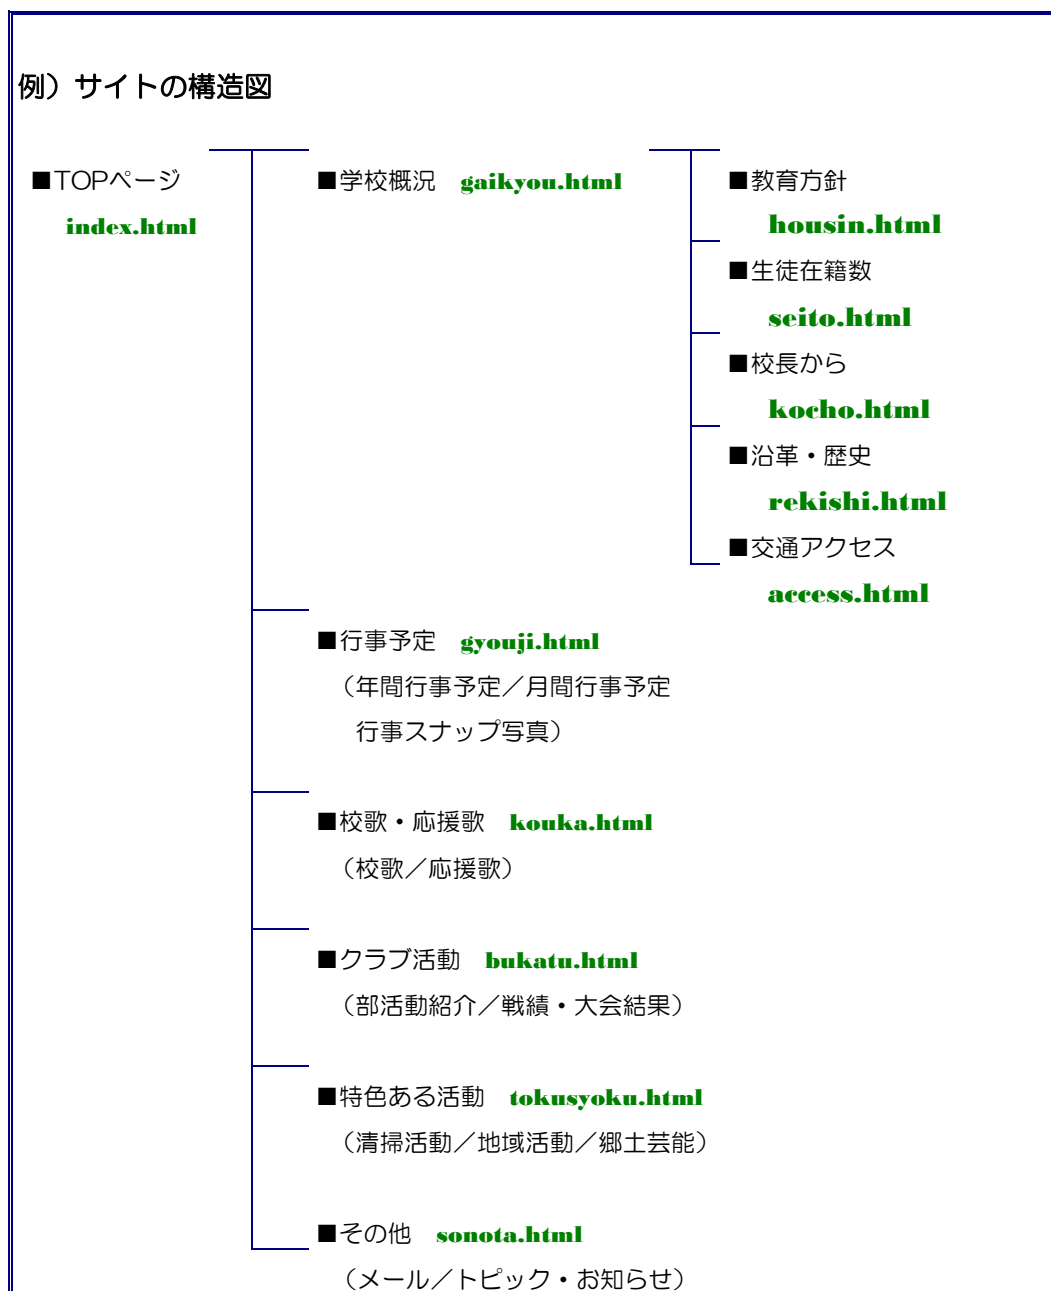 例）サイトの構造図
■TOPページ
index.html
■学校概況 gaikyou.html
■教育方針
housin.html
■生徒在籍数
seito.html
■校長から
kocho.html
■沿革・歴史
rekishi.html
■交通アクセス
access.html
■行事予定 gyouji.html
（年間行事予定／月間行事予定
行事スナップ写真）
■校歌・応援歌 kouka.html
（校歌／応援歌）
■クラブ活動 bukatu.html
（部活動紹介／戦績・大会結果）
■特色ある活動 tokusyoku.html
（清掃活動／地域活動／郷土芸能）
■その他 sonota.html
（メール／トピック・お知らせ）